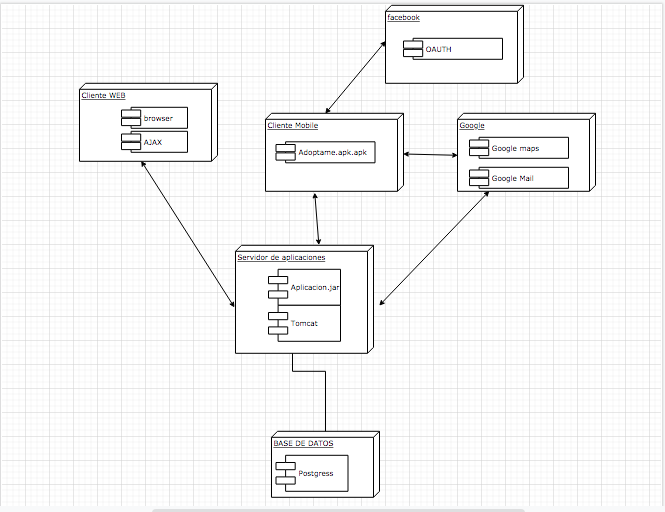 facebook
OAUTH
Cliente WEB
browser
AJAX
Cliente Mobile
Adoptame.apk.apk
Google
Google maps
Google Mail
Servidor de aplicaciones
Aplicacion.jar
Tomcat
BASE DE DATOS
Postgress